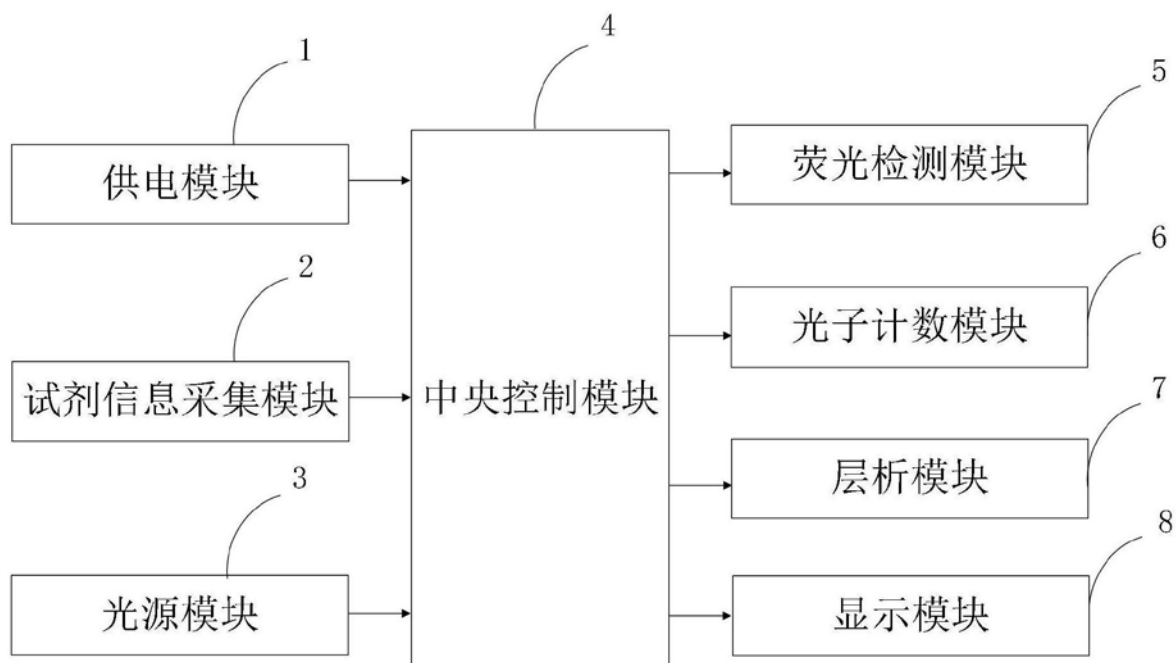 1
供电模块
2
试剂信息采集模块
3
光源模块
4
中央控制模块
5
荧光检测模块
6
光子计数模块
7
层析模块
8
显示模块